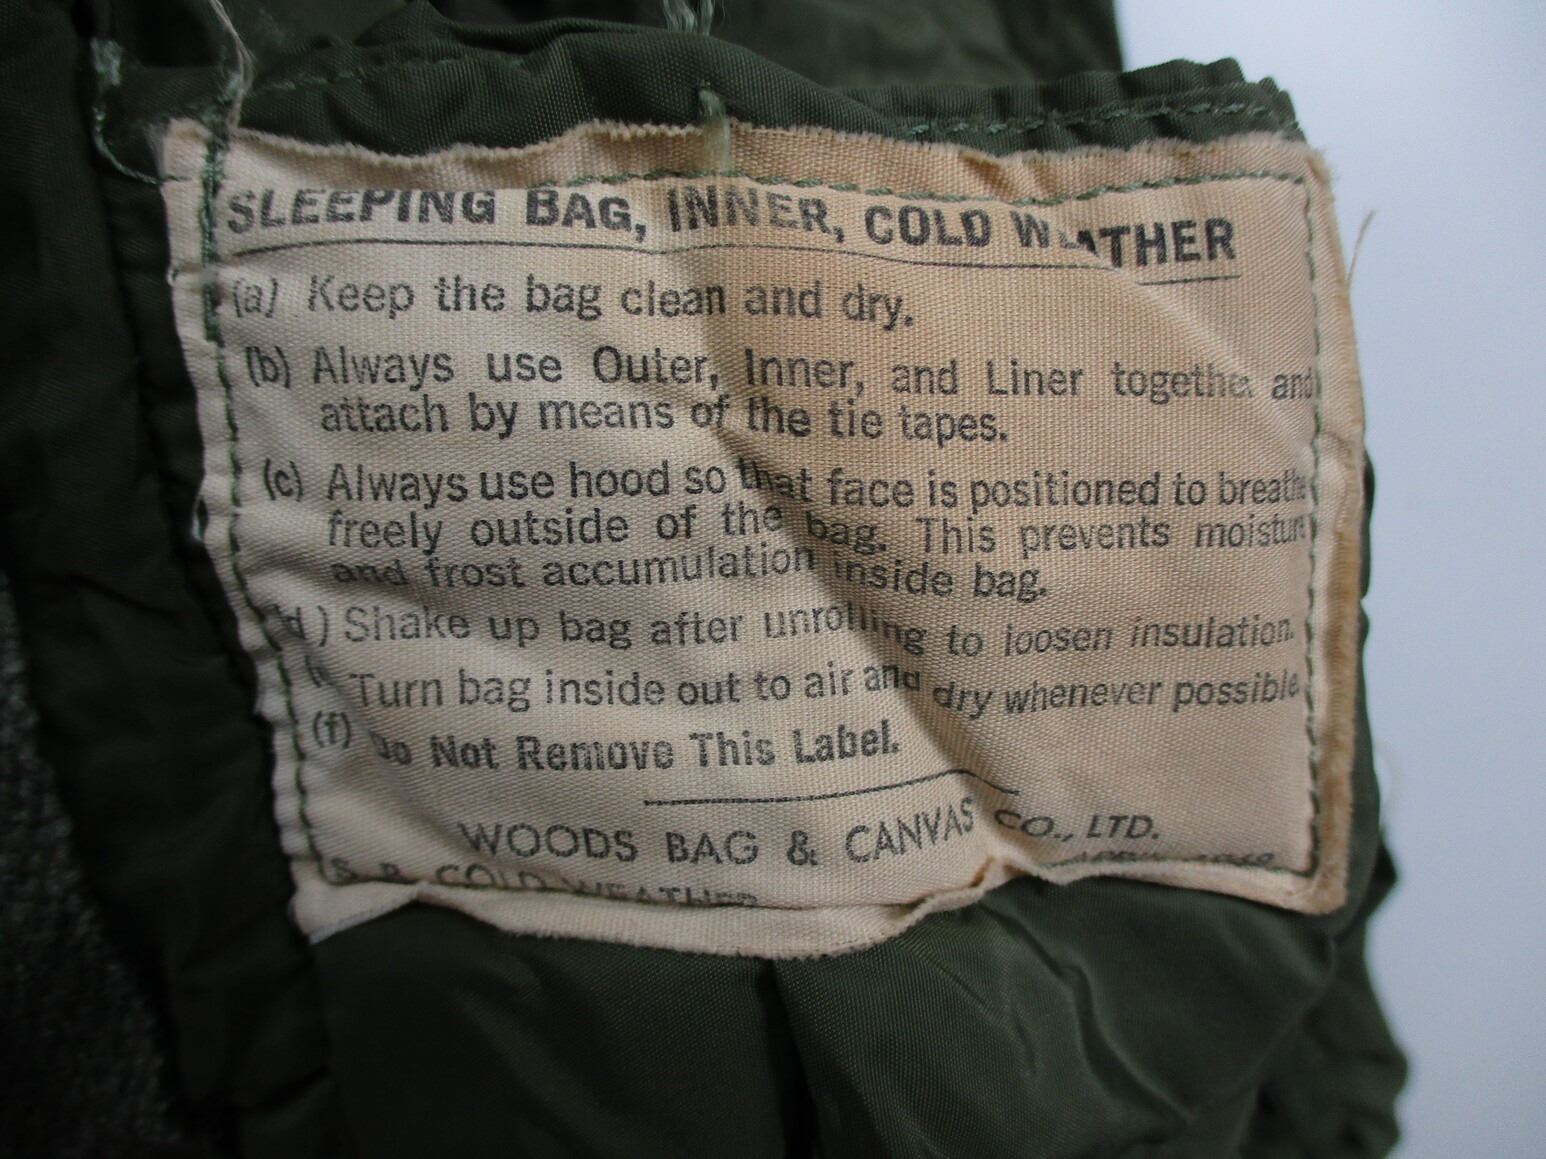 SLEEPING BAG, INNER, COLD WEATHER
(a) Keep the bag clean and dry.
(b) Always use Outer, Inner, and Liner together and
attach by means of the tie tapes.
(c) Always use hood so that face is positioned to breathe
freely outside of the bag. This prevents moisture
and frost accumulation inside bag.
(d) Shake up bag after unrolling to loosen insulation.
Turn bag inside out to air and dry whenever possible.
(f) Do Not Remove This Label.
WOODS BAG & CANVAS CO., LTD.
S. B. COLD WEATHER